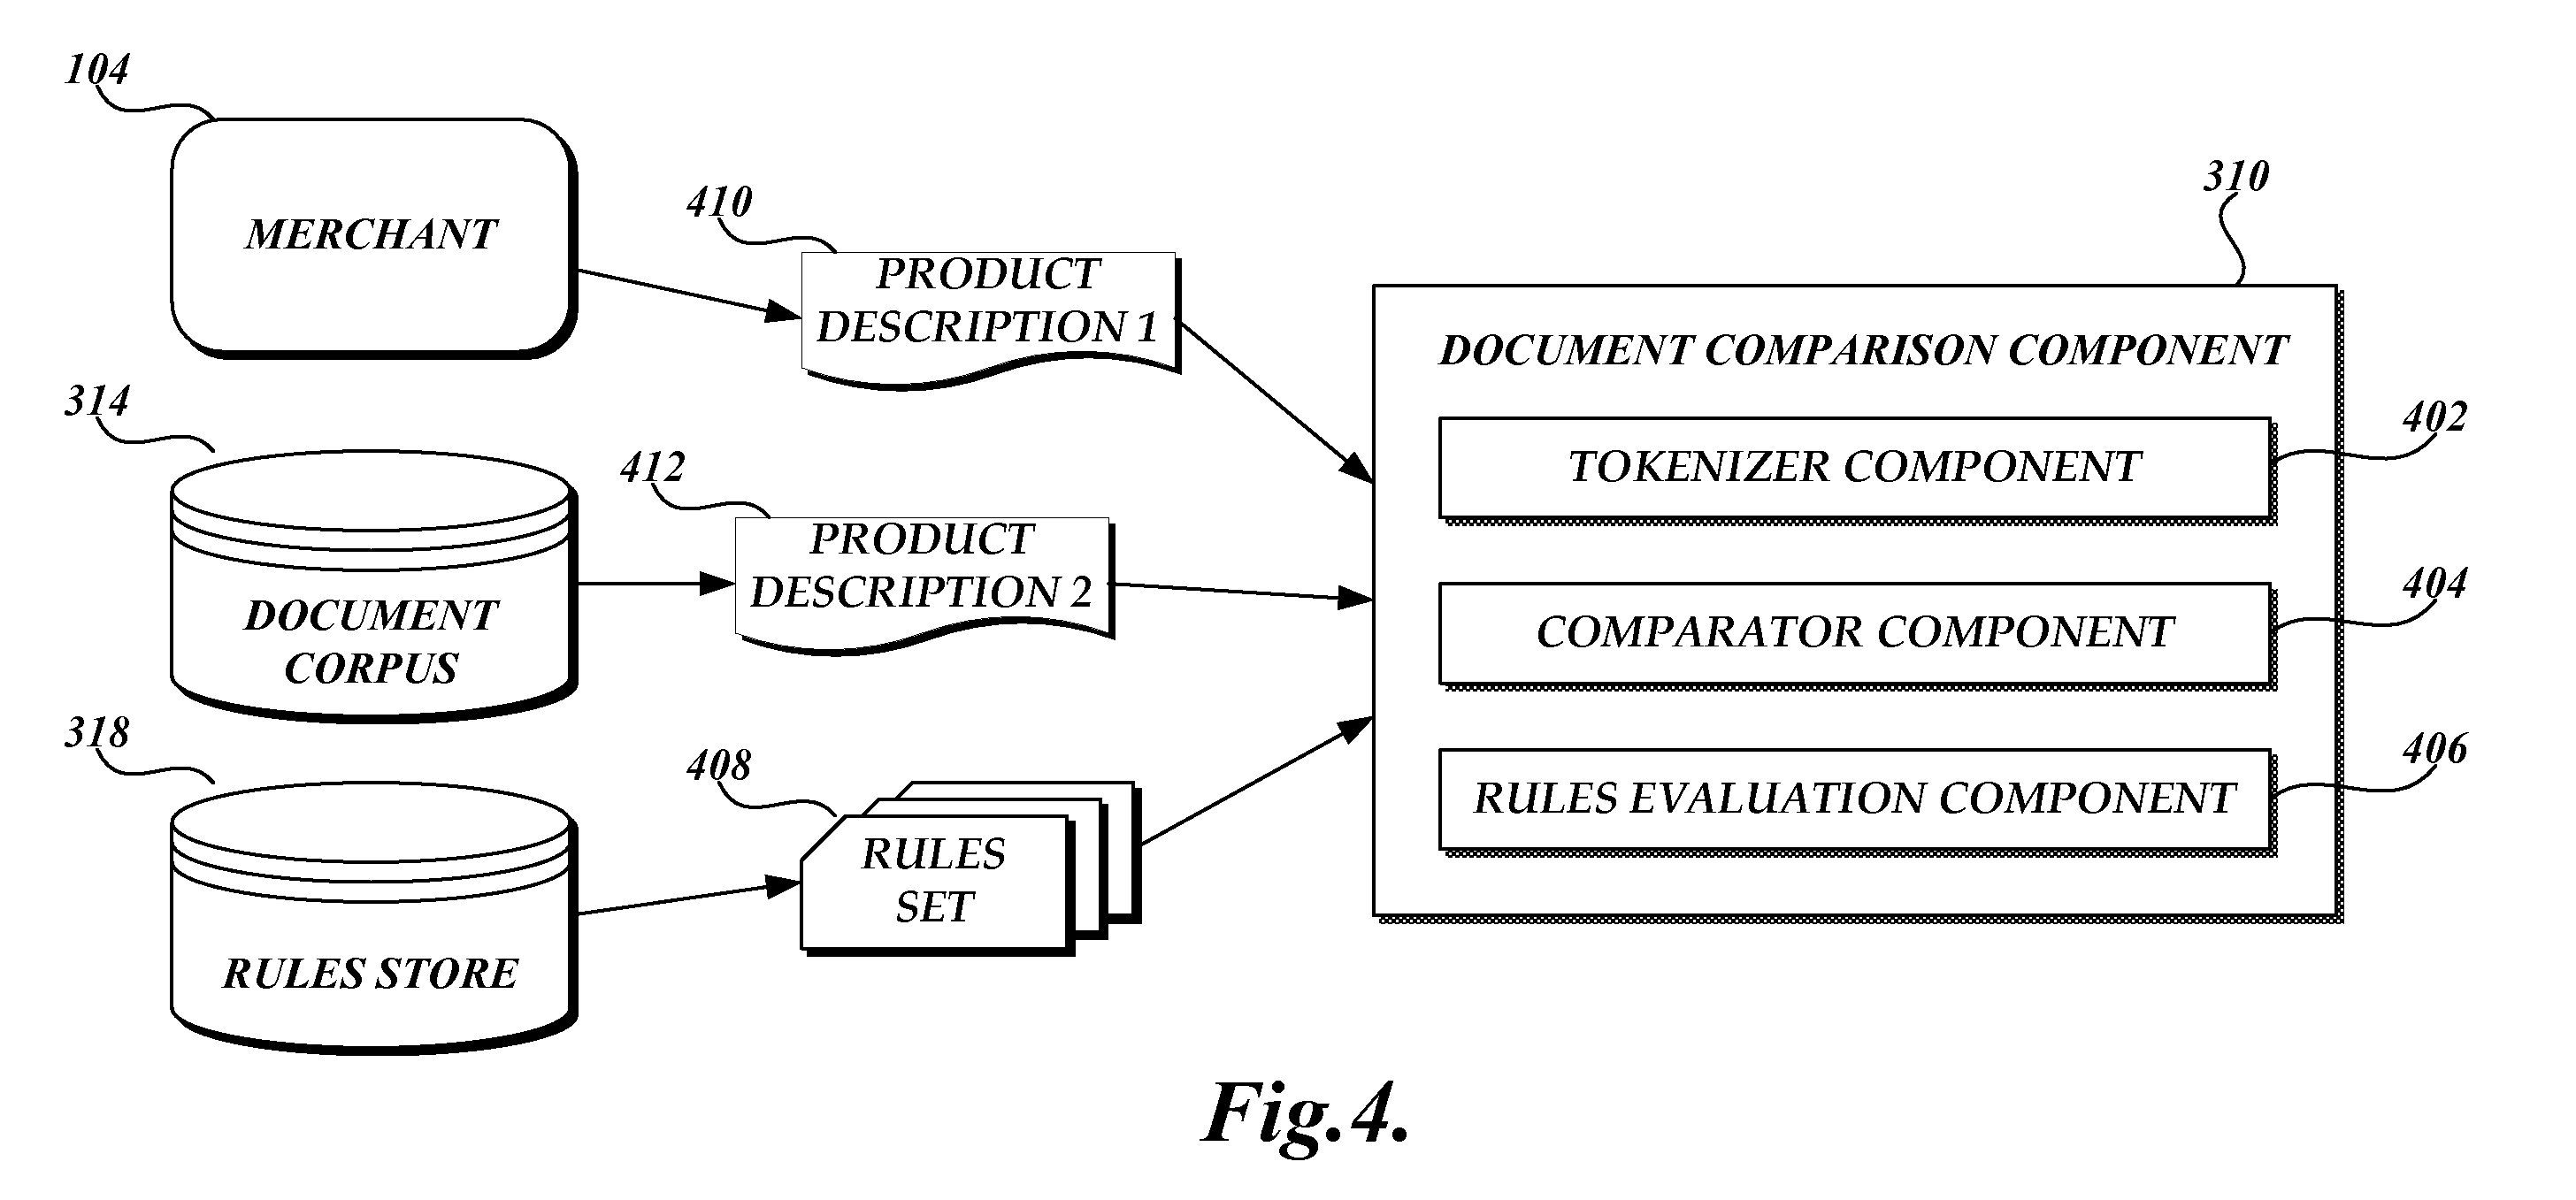 104
MERCHANT
410
PRODUCT
DESCRIPTION 1
310
DOCUMENT COMPARISON COMPONENT
314
DOCUMENT
CORPUS
412
PRODUCT
DESCRIPTION 2
402
TOKENIZER COMPONENT
404
COMPARATOR COMPONENT
318
RULES STORE
408
RULES
SET
406
RULES EVALUATION COMPONENT
Fig.4.